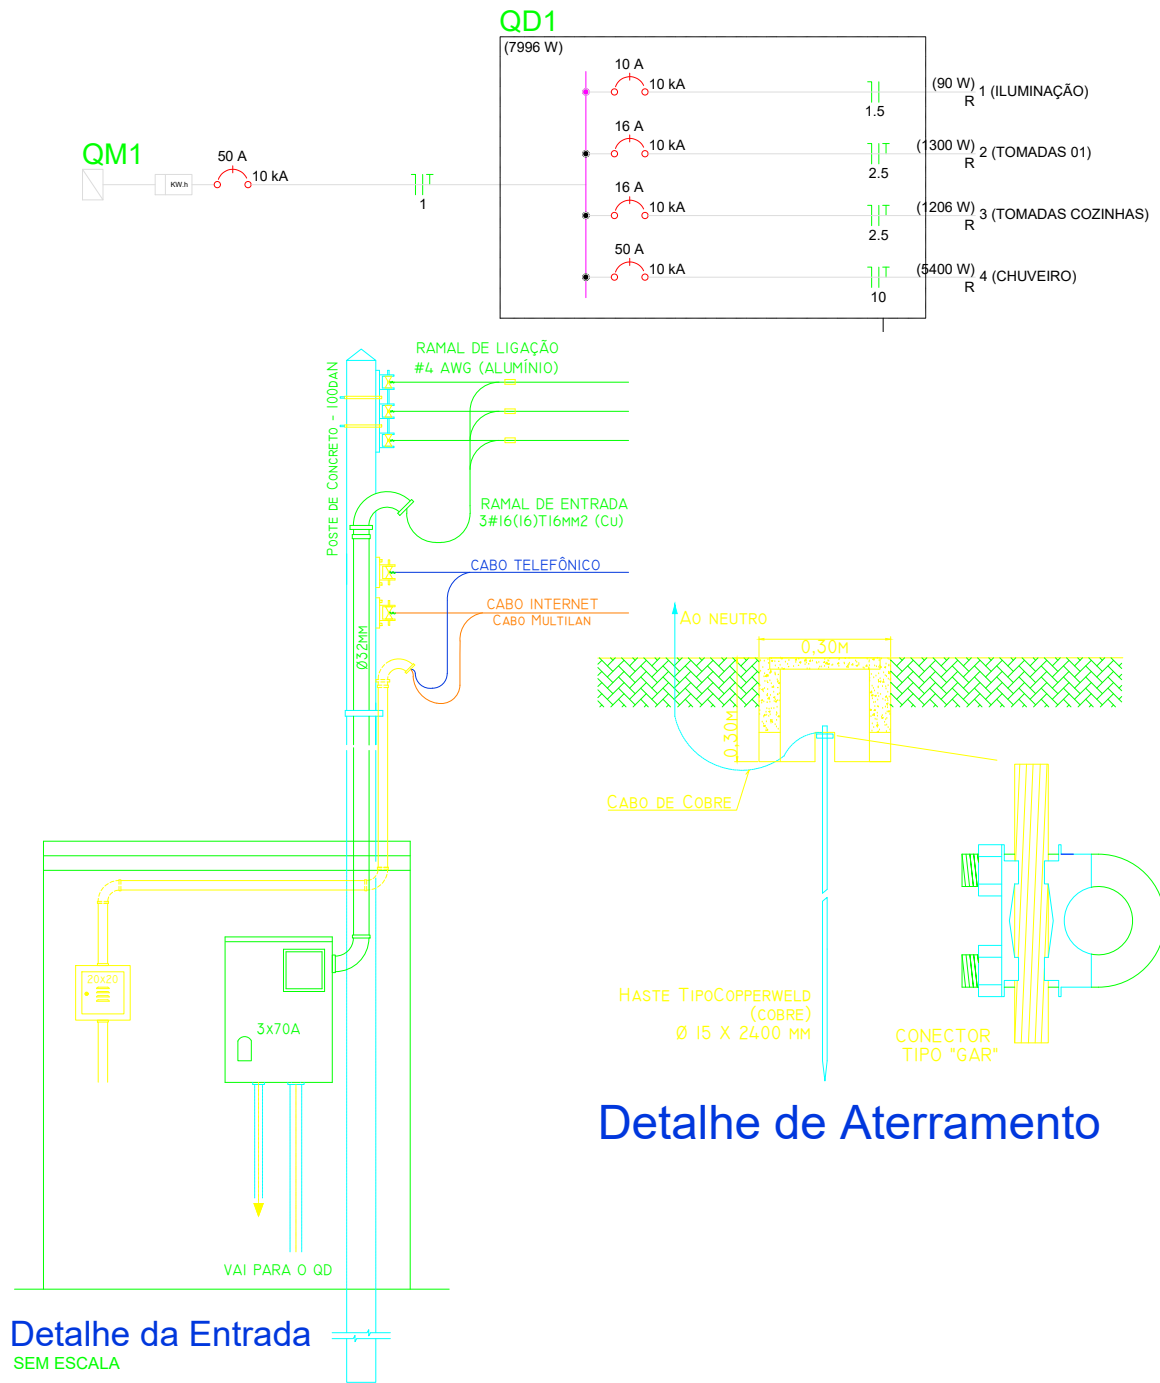 QD1
(7996 W)
10 A
10 kA
1.5
(90 W)
R
1 (ILUMINAÇÃO)
16 A
10 kA
2.5
(1300 W)
R
2 (TOMADAS 01)
QM1
KW.h
50 A
10 kA
1
16 A
10 kA
2.5
(1206 W)
R
3 (TOMADAS COZINHAS)
50 A
10 kA
10
(5400 W)
R
4 (CHUVEIRO)
RAMAL DE LIGAÇÃO
#4 AWG (ALUMÍNIO)
POSTE DE CONCRETO - 100DAN
RAMAL DE ENTRADA
3#16(16)T16MM2 (CU)
CABO TELEFÔNICO
CABO INTERNET
CABO MULTILAN
Ø32MM
AO NEUTRO
0.30M
0.30M
CABO DE COBRE
20x20
3X70A
HASTE TIPOCOPPERWELD
(COBRE)
Ø 15 X 2400 MM
CONECTOR
TIPO "GAR"
Detalhe de Aterramento
VAI PARA O QD
Detalhe da Entrada
SEM ESCALA